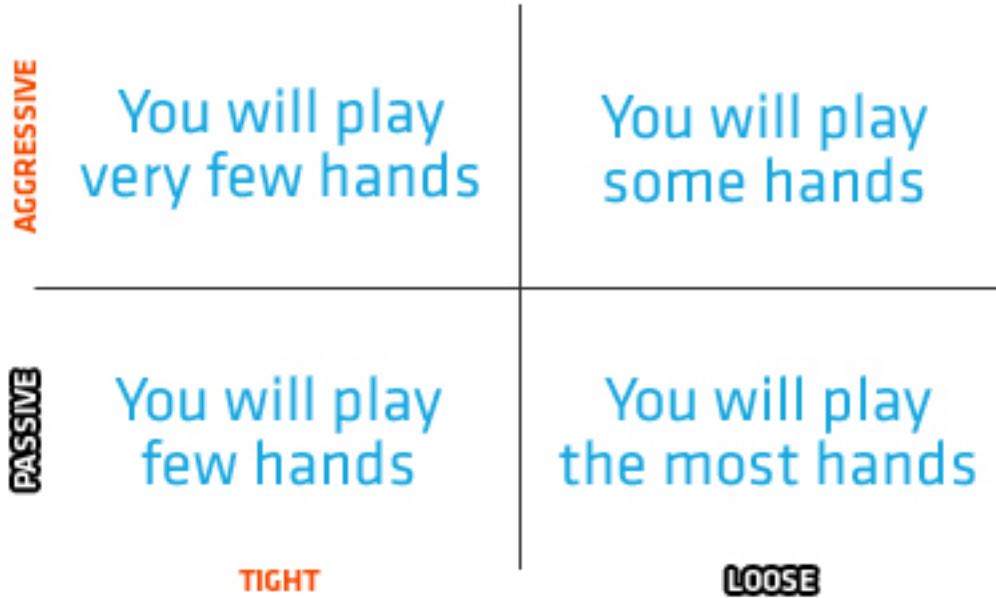 AGGRESSIVE
You will play
very few hands
You will play
some hands
PASSIVE
You will play
few hands
You will play
the most hands
TIGHT
LOOSE